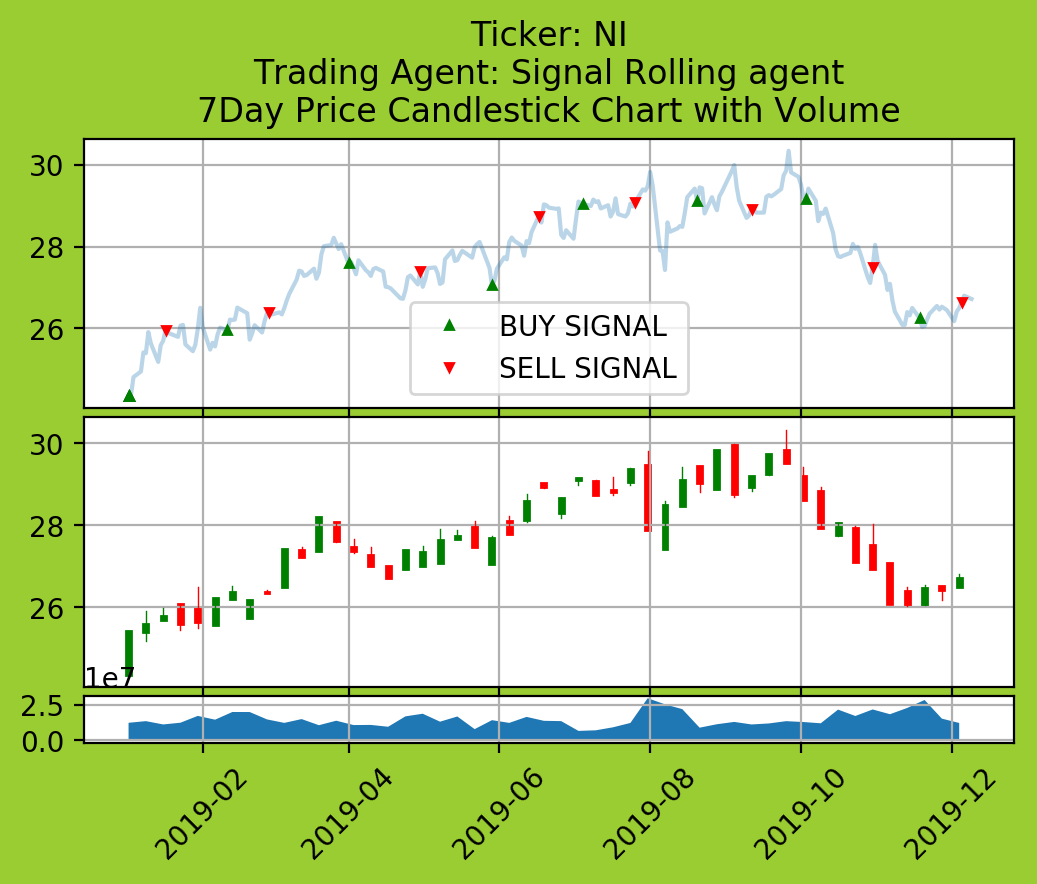 Ticker: NI
Trading Agent: Signal Rolling agent
7Day Price Candlestick Chart with Volume
30
28
26
BUY SIGNAL
SELL SIGNAL
30
28
26
1e7
2.5
0.0
2019-02
2019-04
2019-06
2019-08
2019-10
2019-12